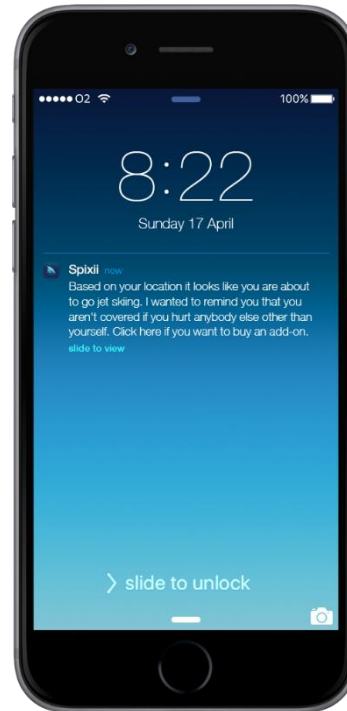 O2 100%
8:22
Sunday 17 April
Spixii now
Based on your location it looks like you are about
to go jet skiing. I wanted to remind you that you
aren't covered if you hurt anybody else other than
yourself. Click here if you want to buy an add-on.
slide to view
slide to unlock